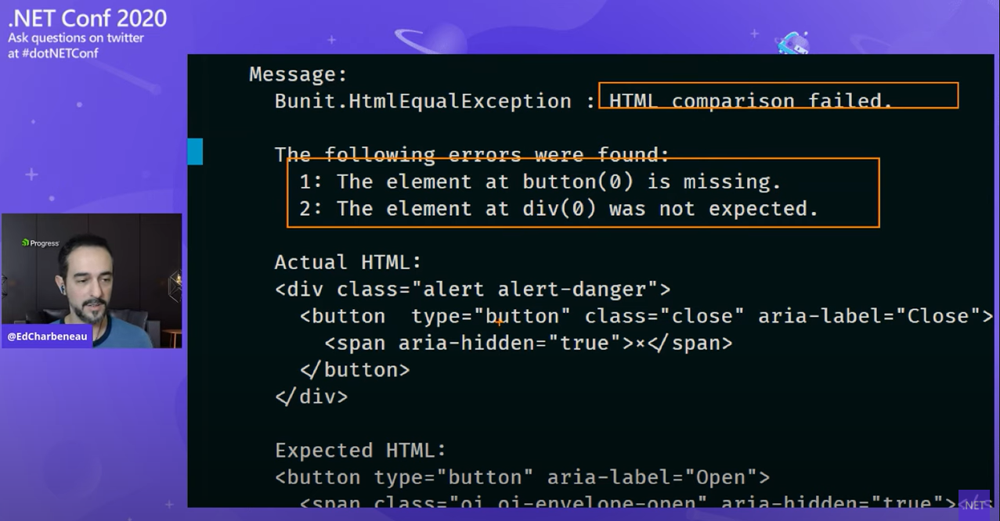 .NET Conf 2020
Ask questions on twitter
at #dotNETConf
Message:
Bunit.HtmlEqualException : HTML comparison failed.
The following errors were found:
1: The element at button(0) is missing.
2: The element at div(0) was not expected.
Actual HTML:
<div class="alert alert-danger">
<button  type="button" class="close" aria-label="Close">
<span aria-hidden="true">×</span>
</button>
</div>
Expected HTML:
<button type="button" aria-label="Open">
<span class="oi oi-envelope-open" aria-hidden="true"></s
Progress
@EdCharbeneau
.NET